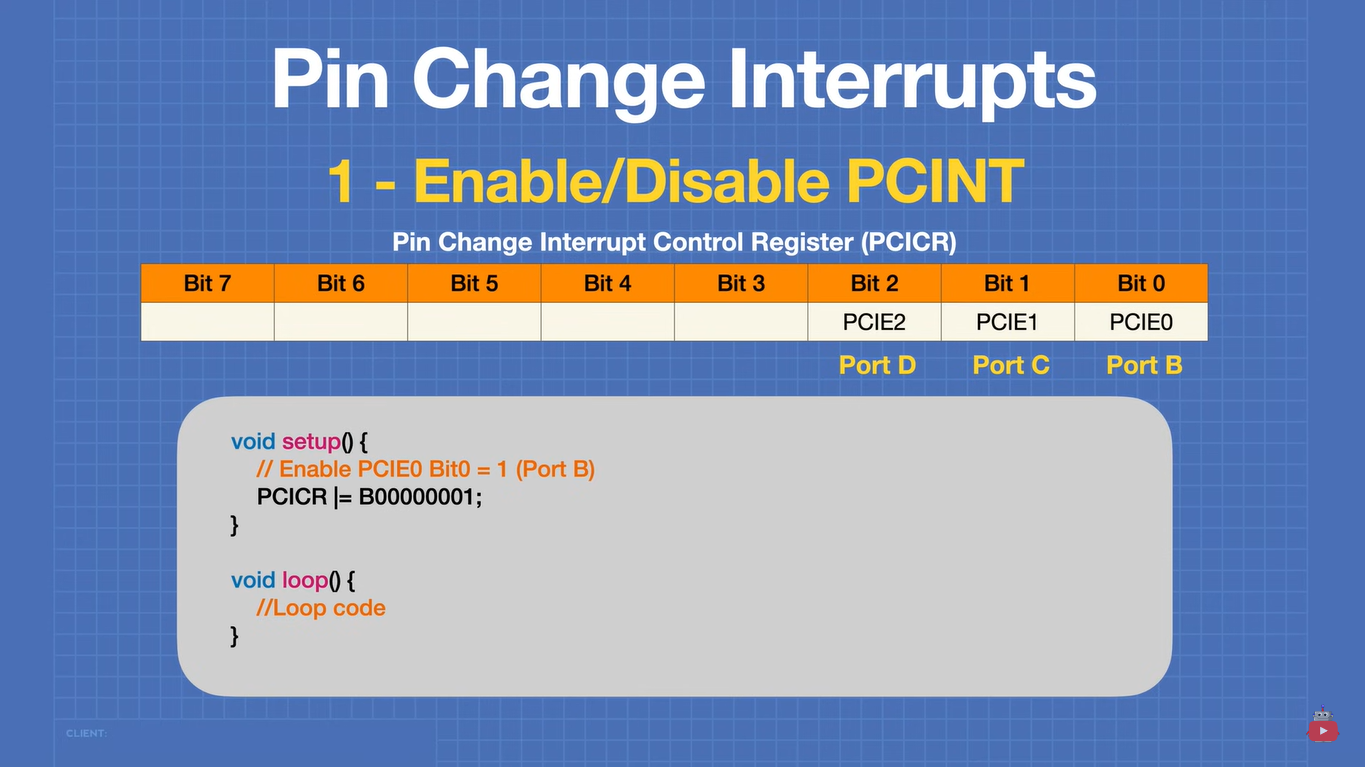 Pin Change Interrupts
1 - Enable/Disable PCINT
Pin Change Interrupt Control Register (PCICR)
Bit 7 Bit 6 Bit 5 Bit 4 Bit 3 Bit 2 Bit 1 Bit 0
PCIE2 PCIE1 PCIE0
Port D Port C Port B
void setup() {
// Enable PCIE0 Bit0 = 1 (Port B)
PCICR |= B00000001;
}
void loop() {
//Loop code
}
CLIENT: